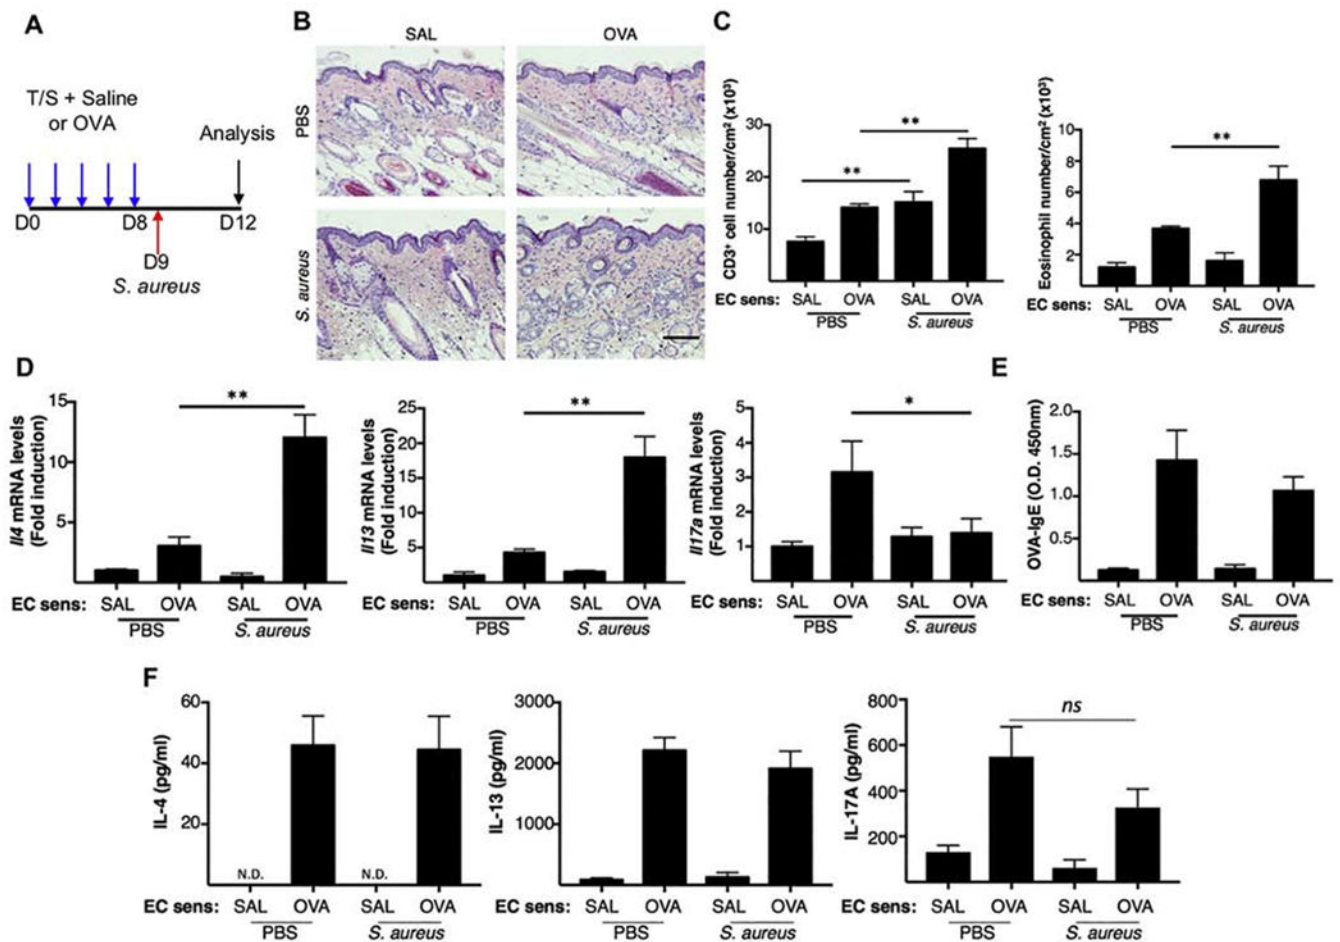 A
T/S + Saline
or OVA
Analysis
D0
D8
D12
D9
S. aureus
B
SAL
OVA
PBS
S. aureus
C
CD3⁺ cell number/cm² (x10³)
30
20
10
**
**
EC sens: SAL OVA SAL OVA
PBS S. aureus
Eosinophil number/cm² (x10³)
10
8
6
4
2
**
EC sens: SAL OVA SAL OVA
PBS S. aureus
D
Il4 mRNA levels
(Fold induction)
15
10
5
**
EC sens: SAL OVA SAL OVA
PBS S. aureus
Il13 mRNA levels
(Fold induction)
25
20
15
10
5
**
EC sens: SAL OVA SAL OVA
PBS S. aureus
Il17a mRNA levels
(Fold induction)
5
4
3
2
1
*
EC sens: SAL OVA SAL OVA
PBS S. aureus
E
OVA-IgE (O.D. 450nm)
2.0
1.5
1.0
0.5
EC sens: SAL OVA SAL OVA
PBS S. aureus
F
IL-4 (pg/ml)
60
40
20
N.D.
N.D.
EC sens: SAL OVA SAL OVA
PBS S. aureus
IL-13 (pg/ml)
3000
2000
1000
EC sens: SAL OVA SAL OVA
PBS S. aureus
IL-17A (pg/ml)
800
600
400
200
ns
EC sens: SAL OVA SAL OVA
PBS S. aureus